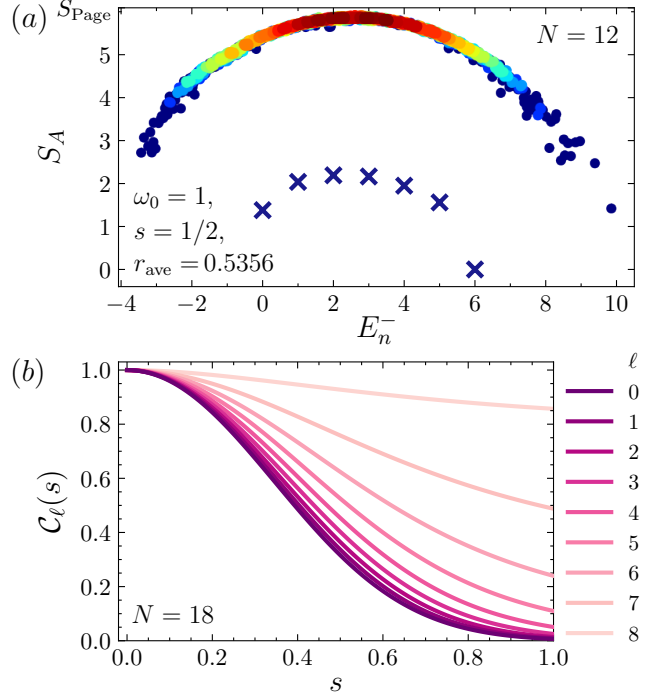 (a)
S_Page
N = 12
5
4
3
2
1
0
S_A
ω₀ = 1,
s = 1/2,
r_ave = 0.5356
−4 −2 0 2 4 6 8 10
E_n^−
(b)
1.0
0.8
0.6
0.4
0.2
0.0
𝒞_ℓ(s)
N = 18
0.0 0.2 0.4 0.6 0.8 1.0
s
ℓ
0
1
2
3
4
5
6
7
8